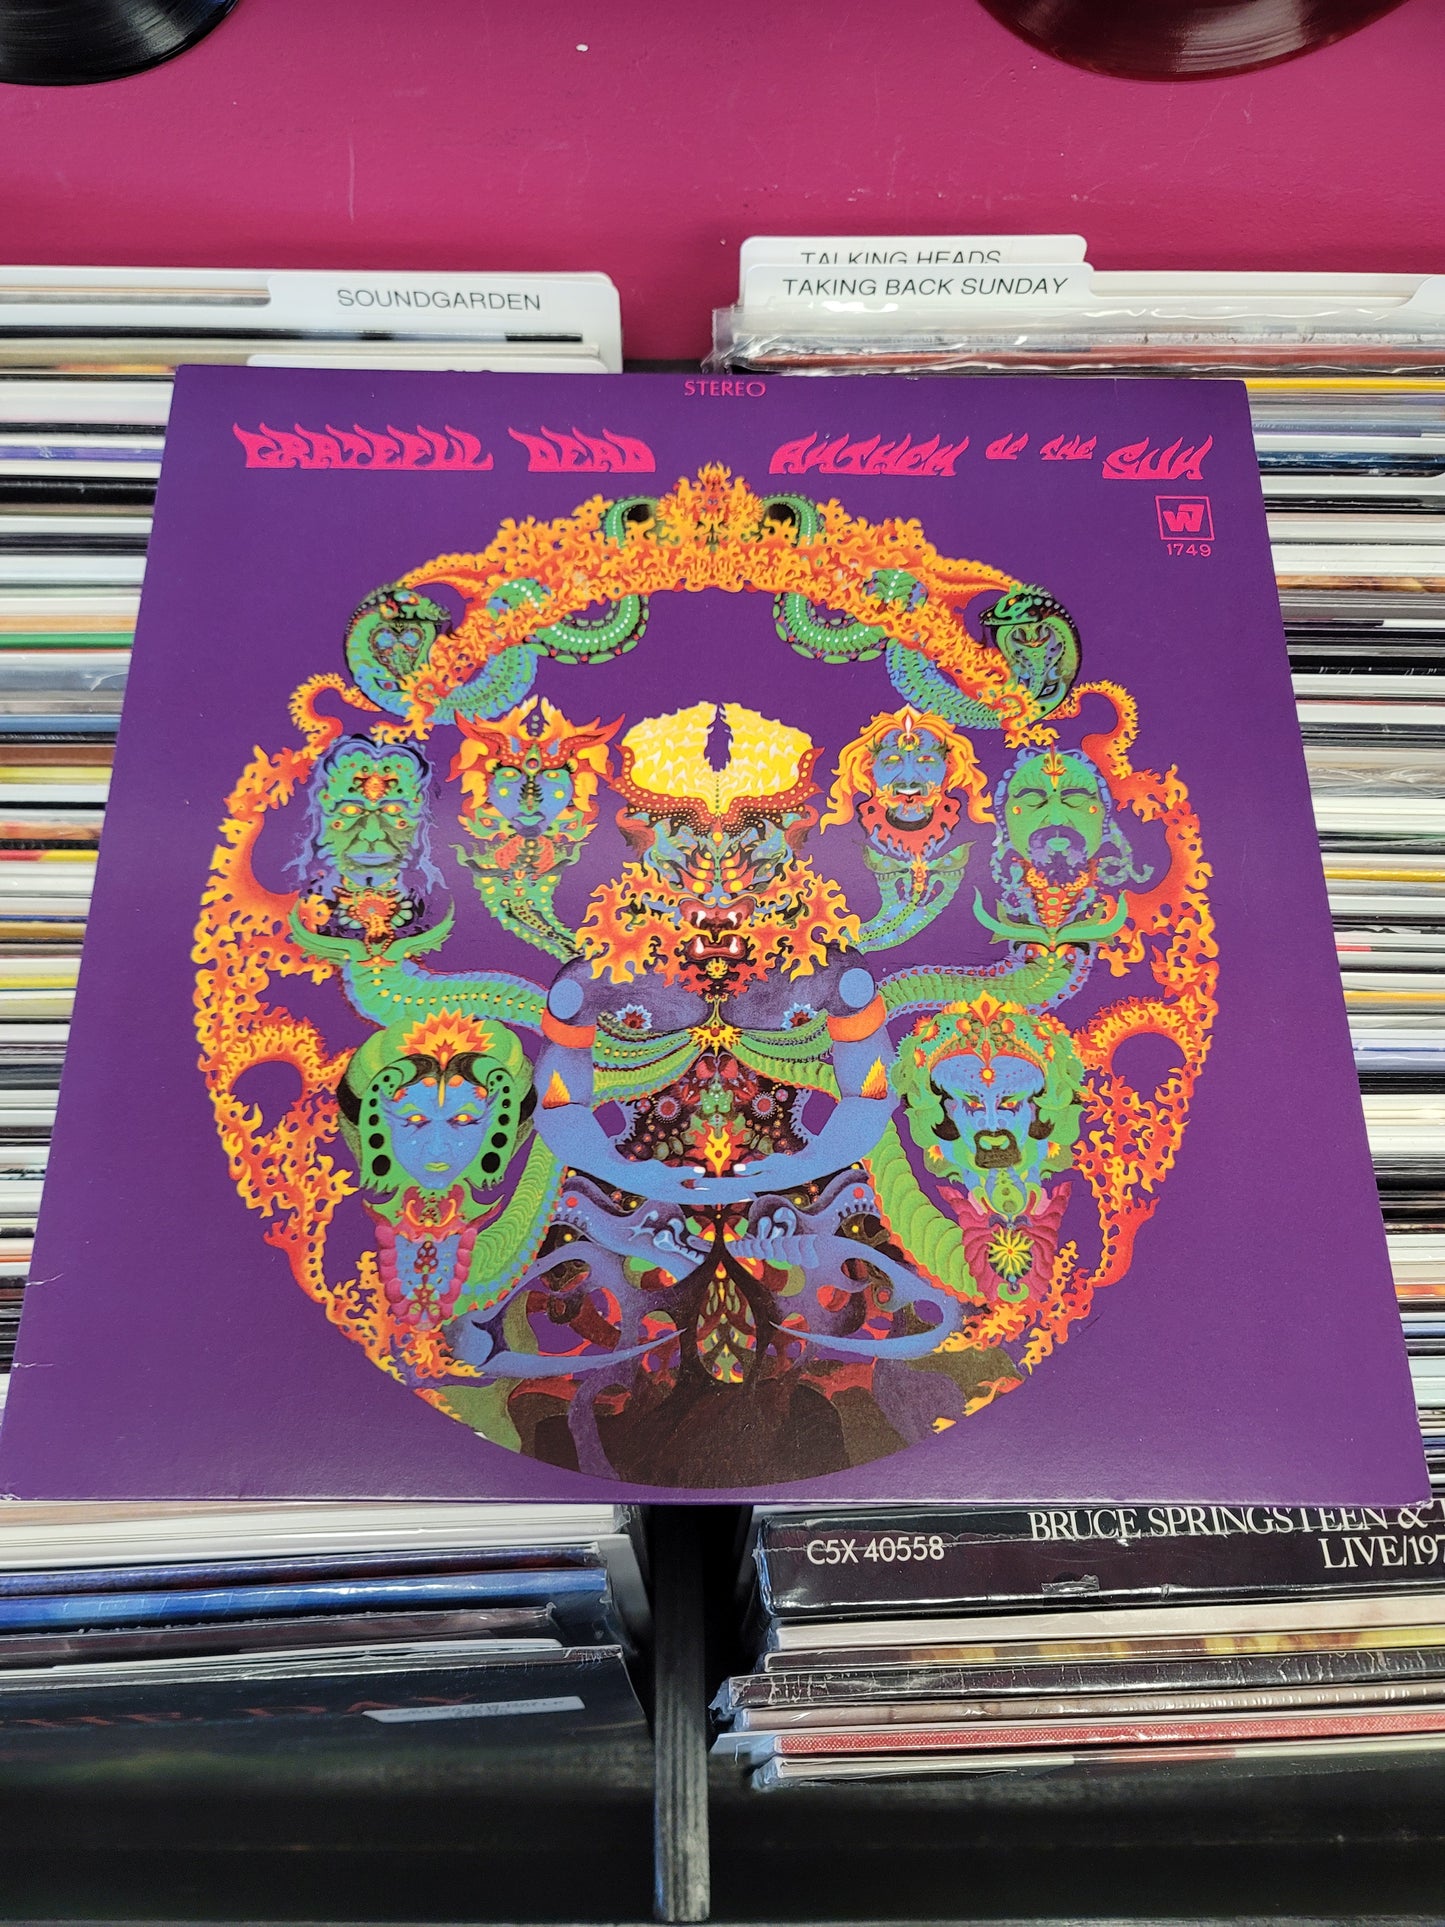 TALKING HEADS
TAKING BACK SUNDAY
SOUNDGARDEN
STEREO
GRATEFUL DEAD ANTHEM OF THE SUN
W7
1749
BRUCE SPRINGSTEEN &
C5X 40558
LIVE/197